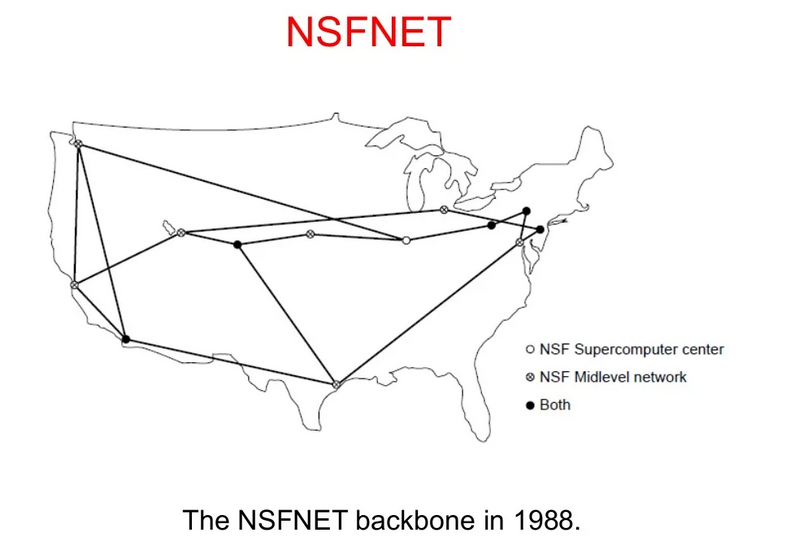 NSFNET
NSF Supercomputer center
NSF Midlevel network
Both
The NSFNET backbone in 1988.